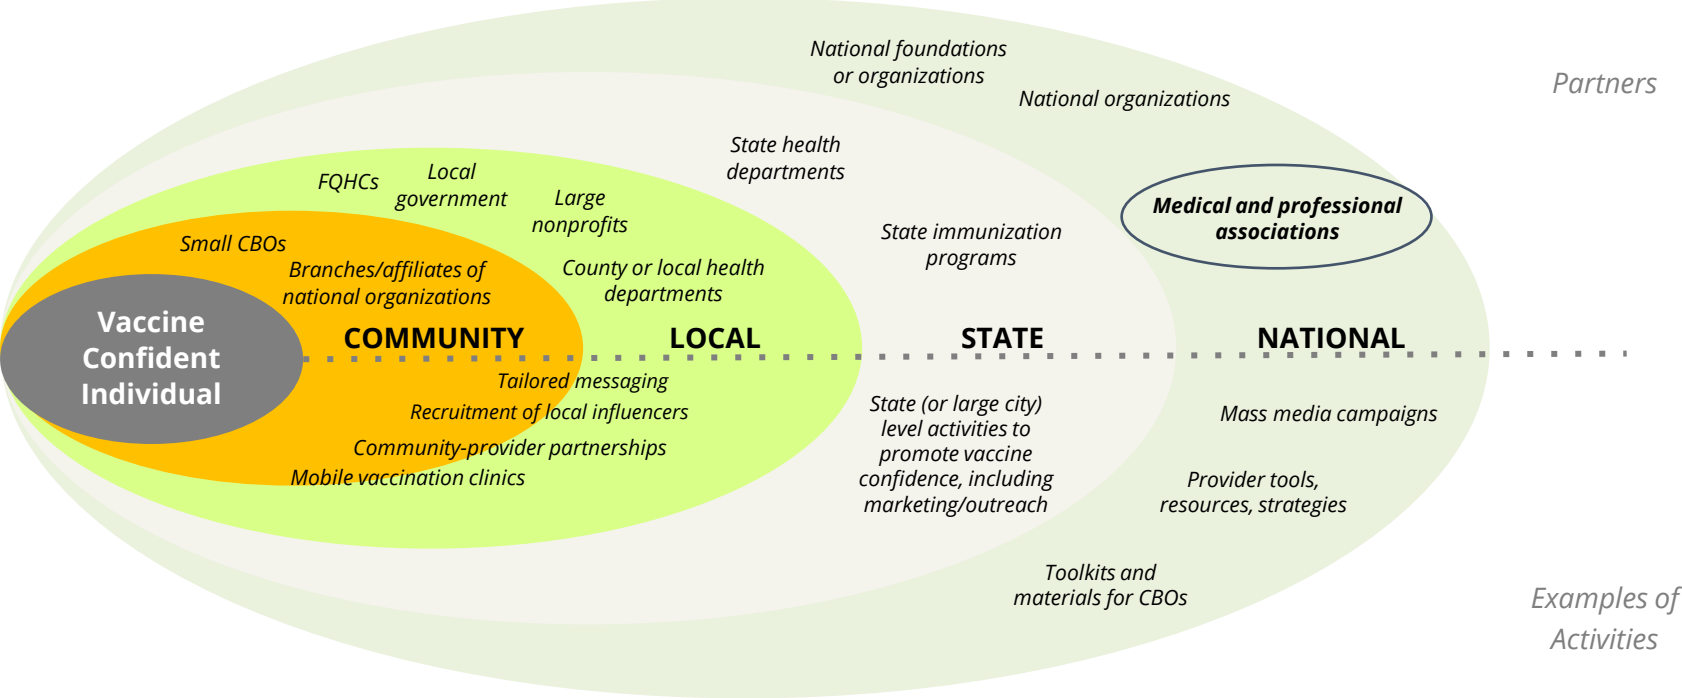 National foundations
or organizations
National organizations
Partners
State health
departments
FQHCs
Local
government
Large
nonprofits
Medical and professional
associations
State immunization
programs
Small CBOs
Branches/affiliates of
national organizations
County or local health
departments
Vaccine
Confident
Individual
COMMUNITY
LOCAL
STATE
NATIONAL
Tailored messaging
Recruitment of local influencers
Community-provider partnerships
Mobile vaccination clinics
State (or large city)
level activities to
promote vaccine
confidence, including
marketing/outreach
Mass media campaigns
Provider tools,
resources, strategies
Toolkits and
materials for CBOs
Examples of
Activities